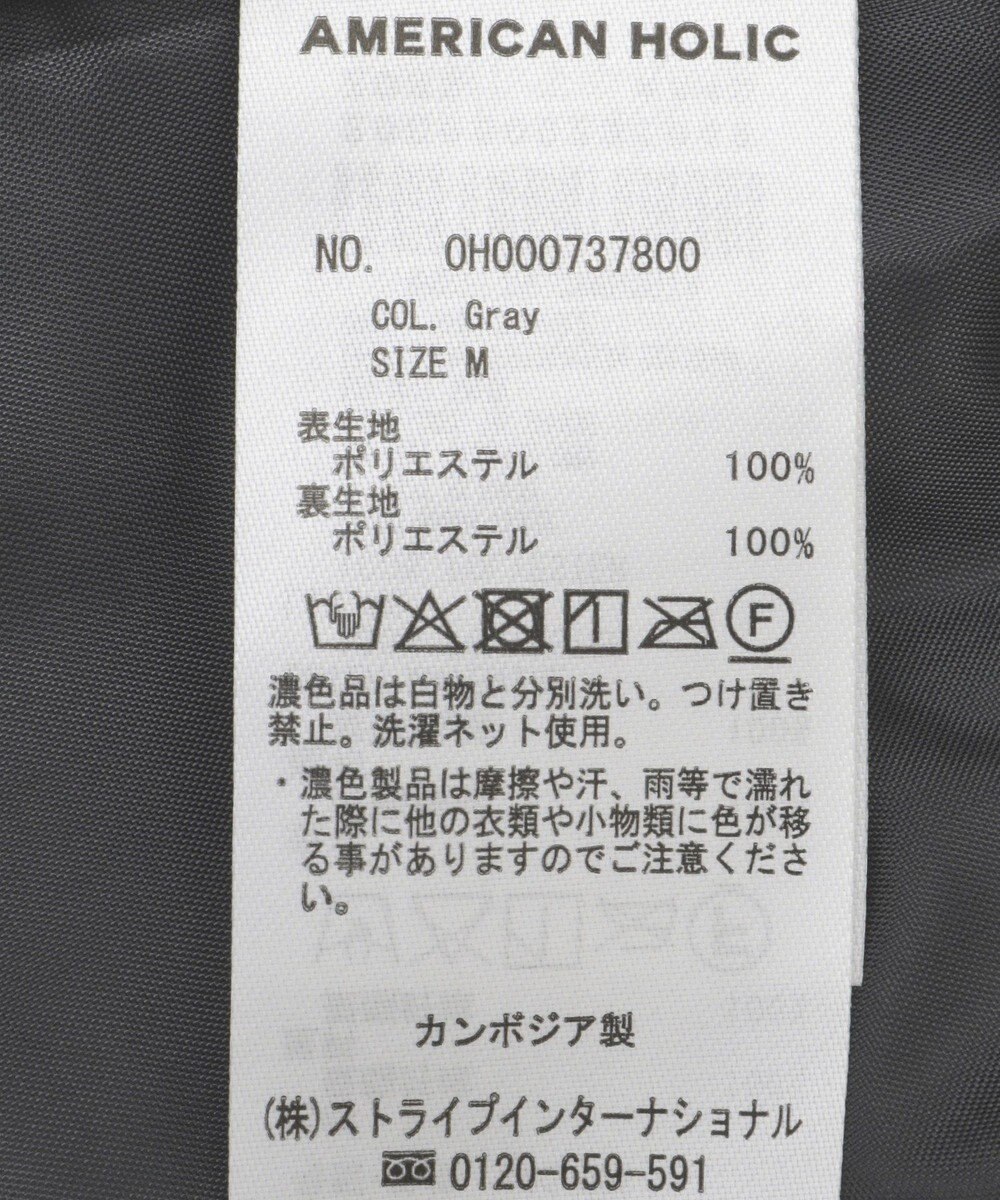 AMERICAN HOLIC
NO. 0H000737800
COL. Gray
SIZE M
表生地
ポリエステル 100%
裏生地
ポリエステル 100%
F
濃色品は白物と分別洗い。つけ置き
禁止。洗濯ネット使用。
・濃色製品は摩擦や汗、雨等で濡れ
た際に他の衣類や小物類に色が移
る事がありますのでご注意くださ
い。
カンボジア製
(株)ストライプインターナショナル
0120-659-591